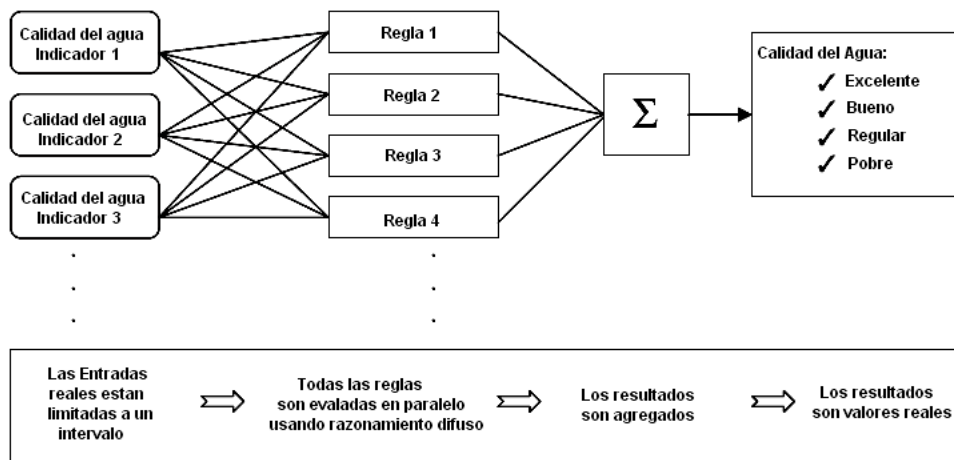 Calidad del agua
Indicador 1
Calidad del agua
Indicador 2
Calidad del agua
Indicador 3
Regla 1
Regla 2
Regla 3
Regla 4
Σ
Calidad del Agua:
✓ Excelente
✓ Bueno
✓ Regular
✓ Pobre
Las Entradas
reales estan
limitadas a un
intervalo
Todas las reglas
son evaladas en paralelo
usando razonamiento difuso
Los resultados
son agregados
Los resultados
son valores reales